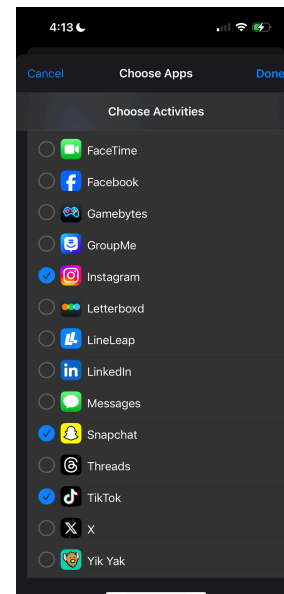 4:13
Cancel Choose Apps Done
Choose Activities
FaceTime
Facebook
Gamebytes
GroupMe
Instagram
Letterboxd
LineLeap
LinkedIn
Messages
Snapchat
Threads
TikTok
X
Yik Yak